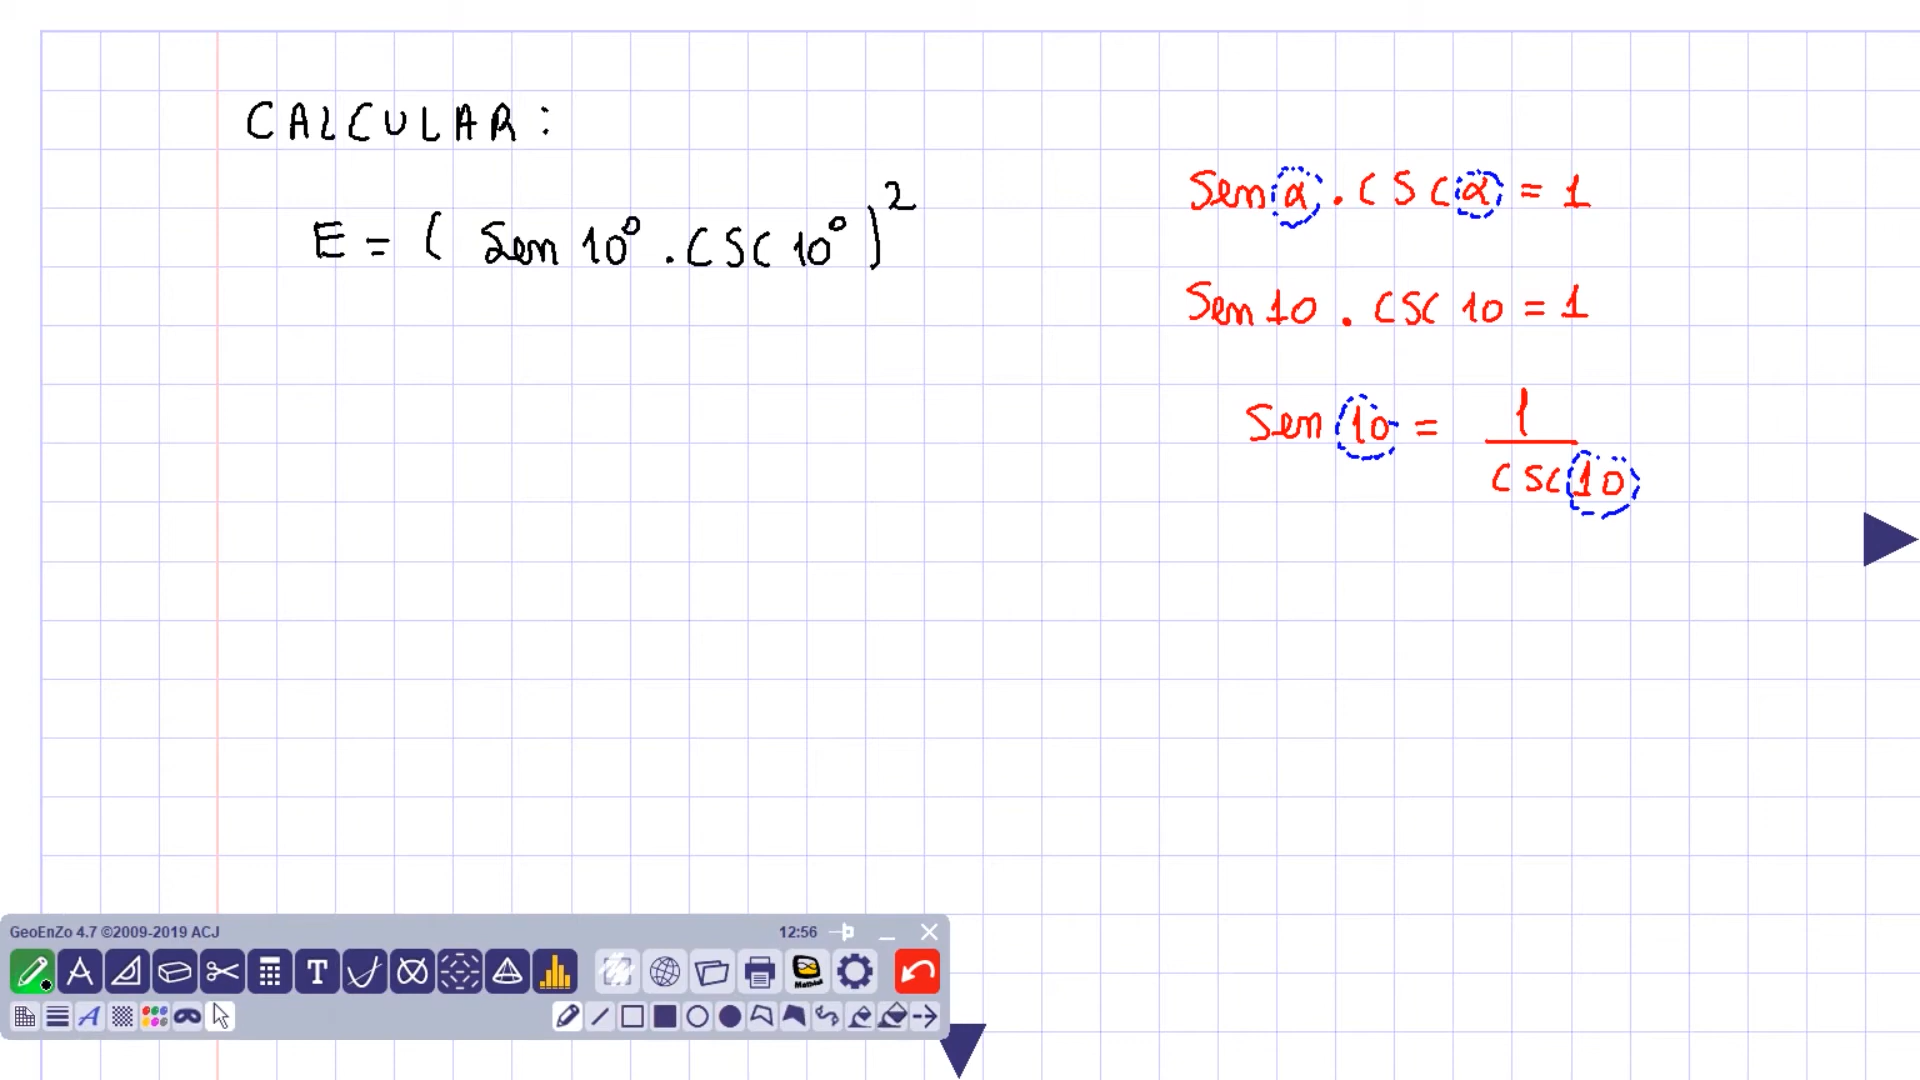 CALCULAR:
E = ( Sen 10° . CSC 10° )²
Sen α . CSC α = 1
Sen 10 . CSC 10 = 1
Sen 10 = 1
CSC 10
GeoEnZo 4.7 ©2009-2019 ACJ 12:56